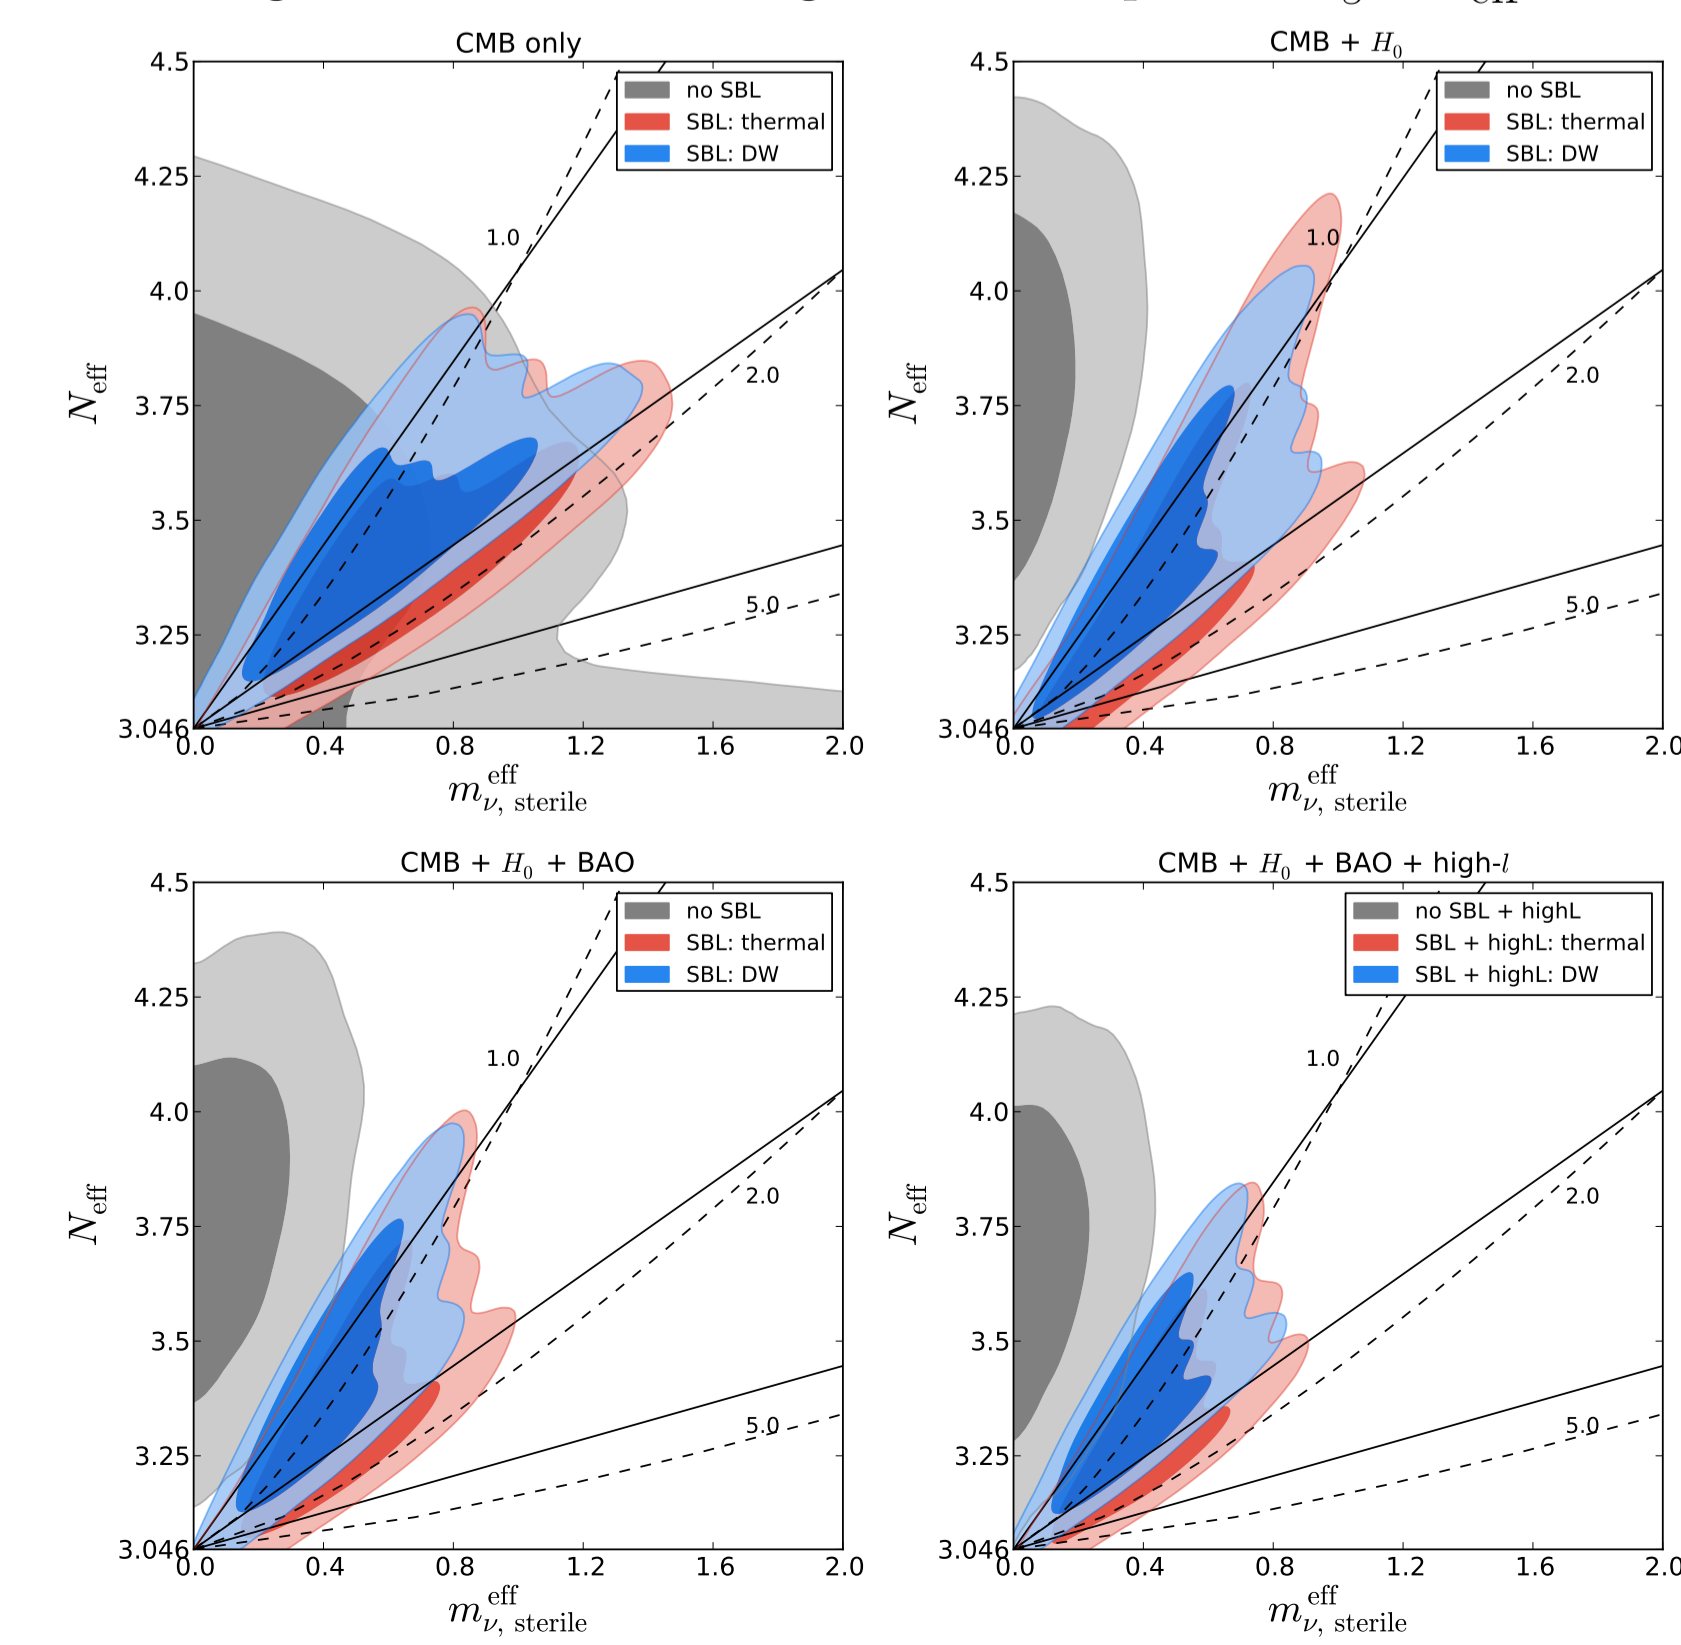 CMB only
4.5
4.25
4.0
3.75
3.5
3.25
3.046
N_eff
no SBL
SBL: thermal
SBL: DW
1.0
2.0
5.0
0.0 0.4 0.8 1.2 1.6 2.0
m^eff_ν, sterile
CMB + H_0
4.5
4.25
4.0
3.75
3.5
3.25
3.046
N_eff
no SBL
SBL: thermal
SBL: DW
1.0
2.0
5.0
0.0 0.4 0.8 1.2 1.6 2.0
m^eff_ν, sterile
CMB + H_0 + BAO
4.5
4.25
4.0
3.75
3.5
3.25
3.046
N_eff
no SBL
SBL: thermal
SBL: DW
1.0
2.0
5.0
0.0 0.4 0.8 1.2 1.6 2.0
m^eff_ν, sterile
CMB + H_0 + BAO + high-l
4.5
4.25
4.0
3.75
3.5
3.25
3.046
N_eff
no SBL + highL
SBL + highL: thermal
SBL + highL: DW
1.0
2.0
5.0
0.0 0.4 0.8 1.2 1.6 2.0
m^eff_ν, sterile